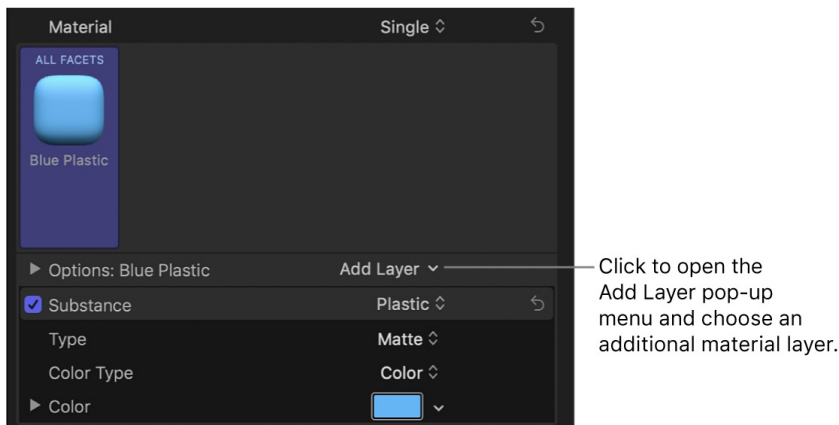 Material Single
ALL FACETS
Blue Plastic
Options: Blue Plastic Add Layer
Substance Plastic
Type Matte
Color Type Color
Color
Click to open the
Add Layer pop-up
menu and choose an
additional material layer.